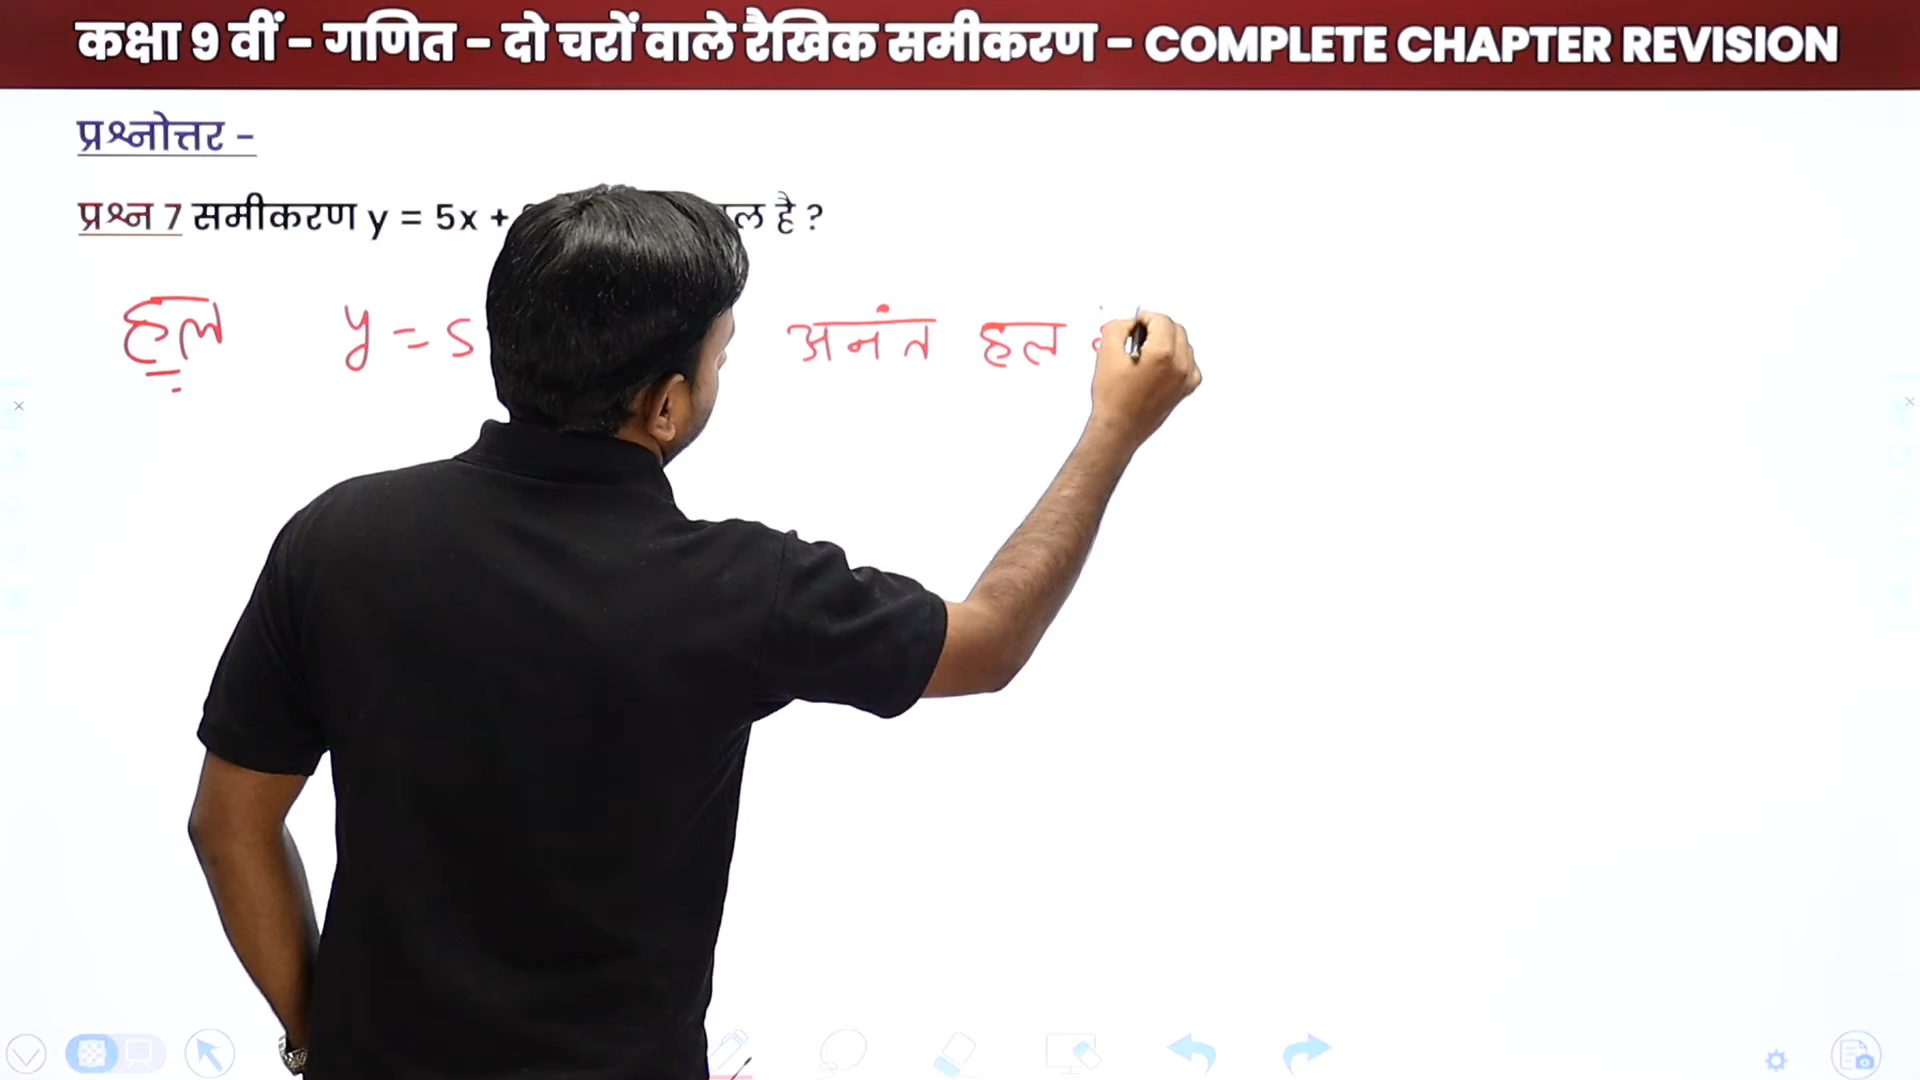 कक्षा 9 वीं - गणित - दो चरों वाले रैखिक समीकरण - COMPLETE CHAPTER REVISION
प्रश्नोत्तर -
प्रश्न 7 समीकरण y = 5x + है ?
हल y = 5 अनंत हल